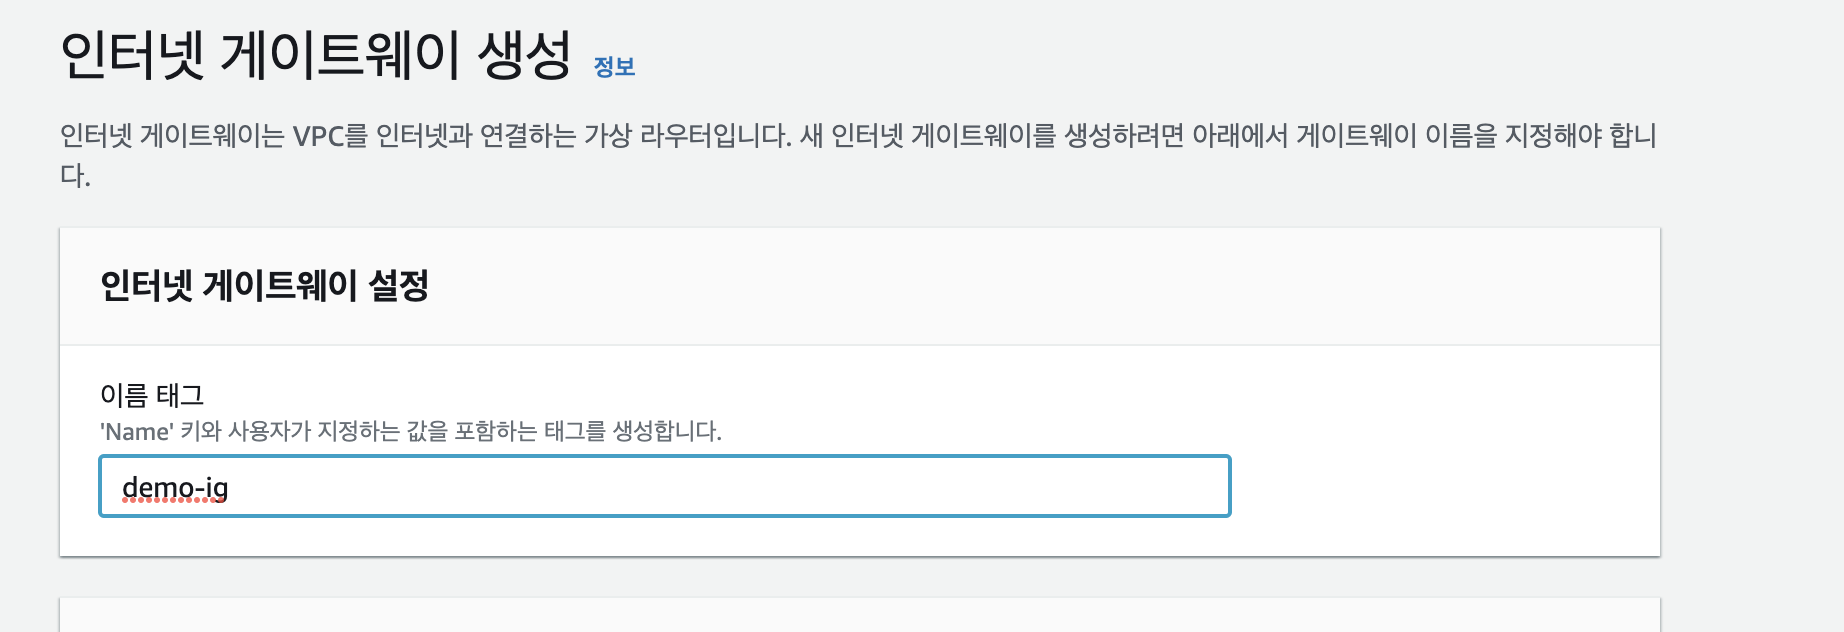 인터넷 게이트웨이 생성 정보
인터넷 게이트웨이는 VPC를 인터넷과 연결하는 가상 라우터입니다. 새 인터넷 게이트웨이를 생성하려면 아래에서 게이트웨이 이름을 지정해야 합니
다.
인터넷 게이트웨이 설정
이름 태그
'Name' 키와 사용자가 지정하는 값을 포함하는 태그를 생성합니다.
demo-ig